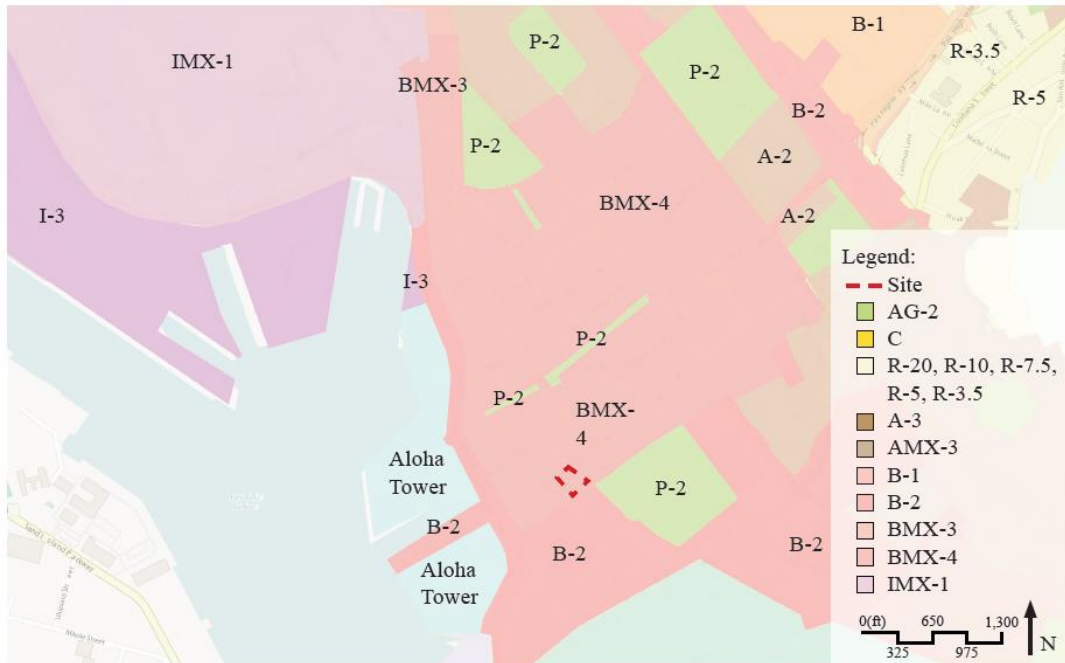 IMX-1
P-2
B-1
R-3.5
BMX-3
P-2
B-2
R-5
P-2
A-2
I-3
BMX-4
A-2
I-3
P-2
P-2
BMX-
4
Aloha
Tower
P-2
B-2
B-2
B-2
Aloha
Tower
Legend:
Site
AG-2
C
R-20, R-10, R-7.5,
R-5, R-3.5
A-3
AMX-3
B-1
B-2
BMX-3
BMX-4
IMX-1
0(ft) 650 1,300
325 975
N